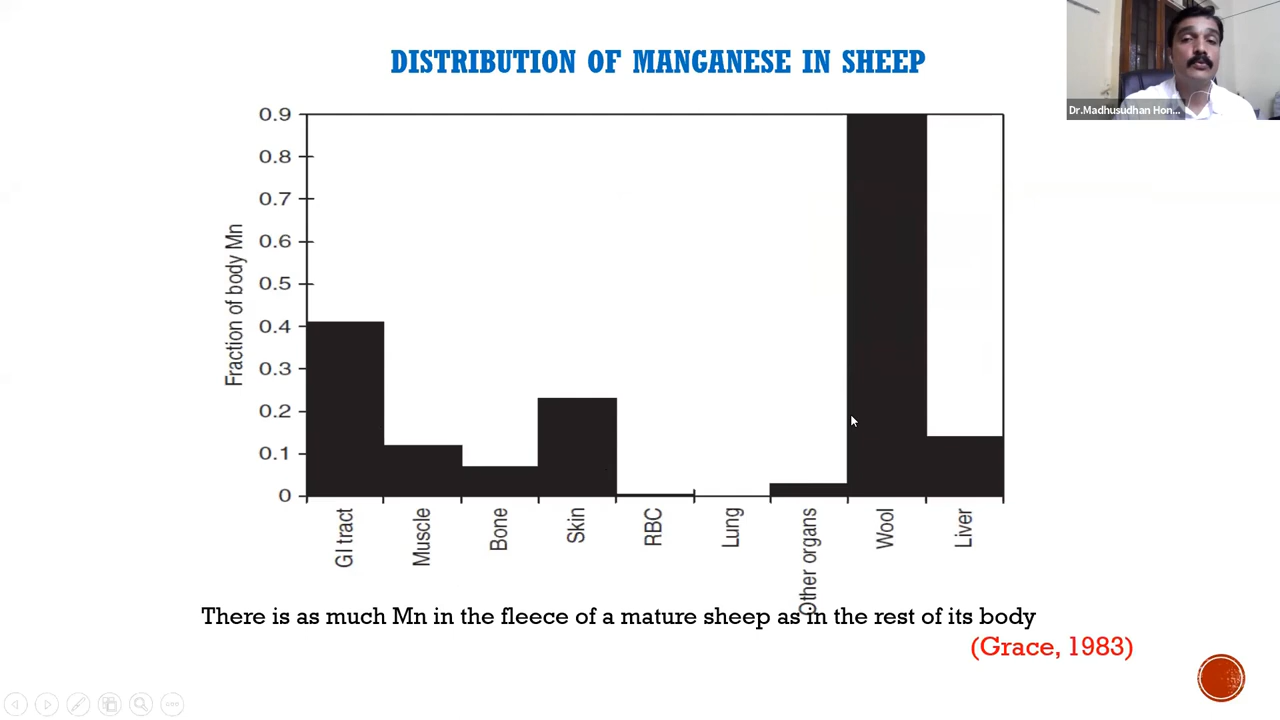 DISTRIBUTION OF MANGANESE IN SHEEP
Dr.Madhusudhan Hon...
0.9
0.8
0.7
0.6
0.5
0.4
0.3
0.2
0.1
0
Fraction of body Mn
GI tract
Muscle
Bone
Skin
RBC
Lung
Other organs
Wool
Liver
There is as much Mn in the fleece of a mature sheep as in the rest of its body
(Grace, 1983)